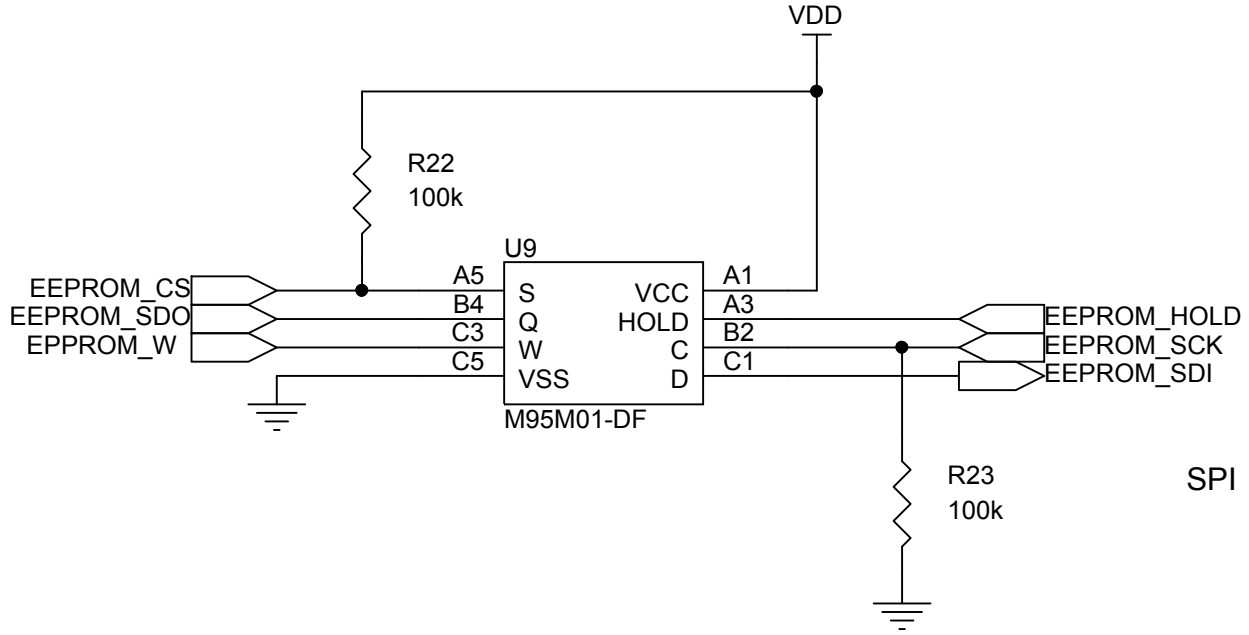 VDD
R22
100k
U9
EEPROM_CS
A5
S
VCC
A1
EEPROM_SDO
B4
Q
HOLD
A3
EEPROM_HOLD
EPPROM_W
C3
W
C
B2
EEPROM_SCK
C5
VSS
D
C1
EEPROM_SDI
M95M01-DF
R23
100k
SPI